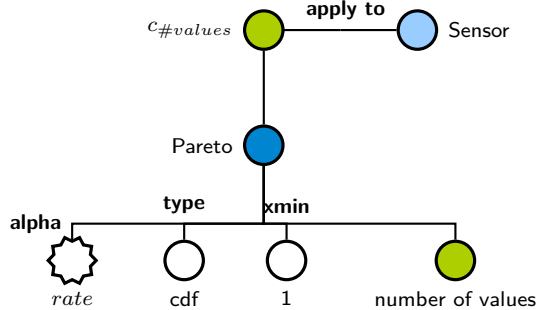 apply to
c#values
Sensor
Pareto
type
xmin
alpha
rate
cdf
1
number of values